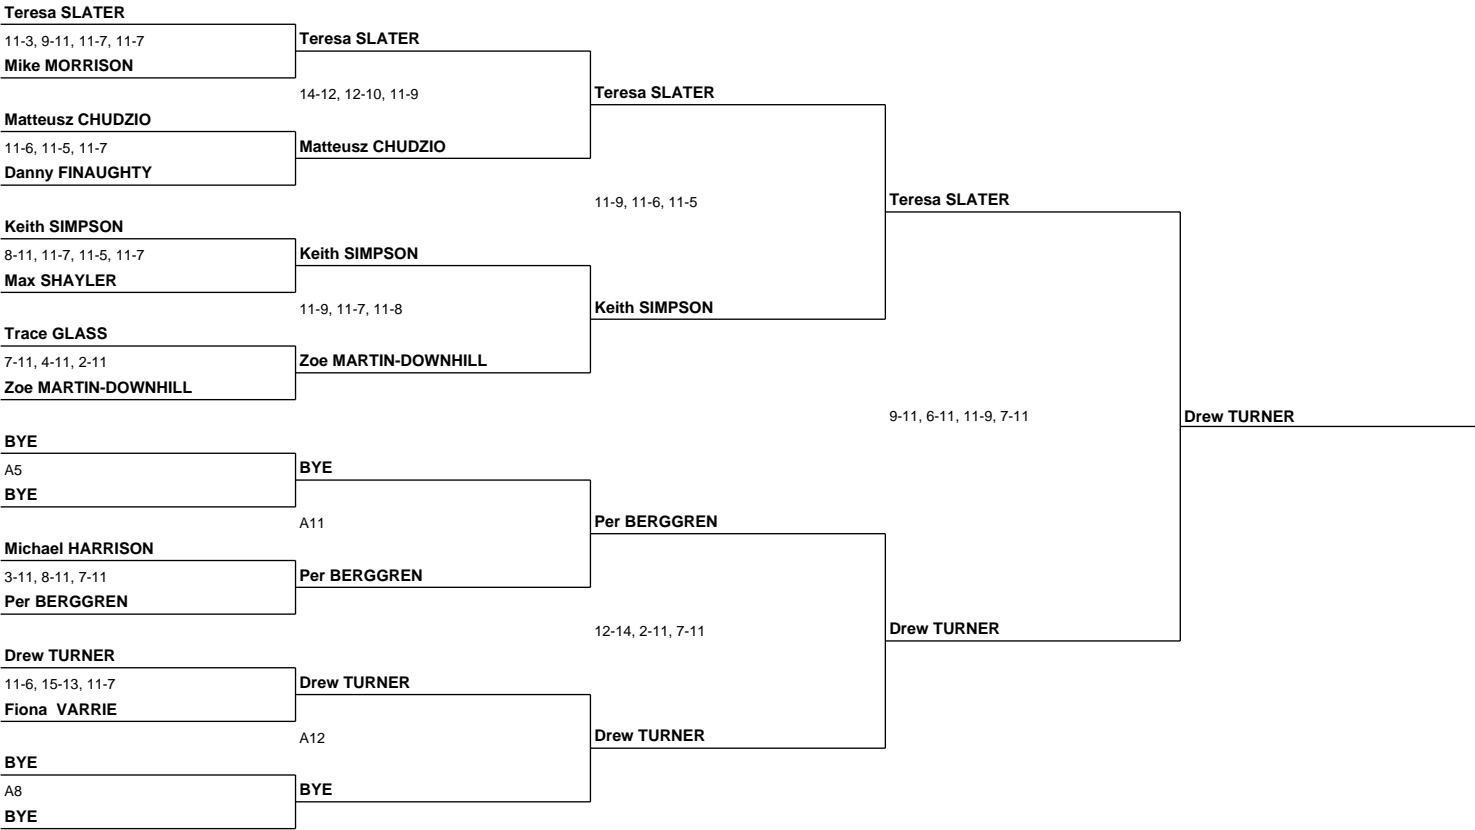 Teresa SLATER
11-3, 9-11, 11-7, 11-7
Mike MORRISON
Teresa SLATER
14-12, 12-10, 11-9
Matteusz CHUDZIO
11-6, 11-5, 11-7
Danny FINAUGHTY
Matteusz CHUDZIO
Teresa SLATER
11-9, 11-6, 11-5
Keith SIMPSON
8-11, 11-7, 11-5, 11-7
Max SHAYLER
Keith SIMPSON
11-9, 11-7, 11-8
Trace GLASS
7-11, 4-11, 2-11
Zoe MARTIN-DOWNHILL
Zoe MARTIN-DOWNHILL
Keith SIMPSON
Teresa SLATER
9-11, 6-11, 11-9, 7-11
Drew TURNER
BYE
A5
BYE
BYE
A11
Michael HARRISON
3-11, 8-11, 7-11
Per BERGGREN
Per BERGGREN
Per BERGGREN
12-14, 2-11, 7-11
Drew TURNER
Drew TURNER
11-6, 15-13, 11-7
Fiona  VARRIE
Drew TURNER
A12
BYE
A8
BYE
BYE
Drew TURNER